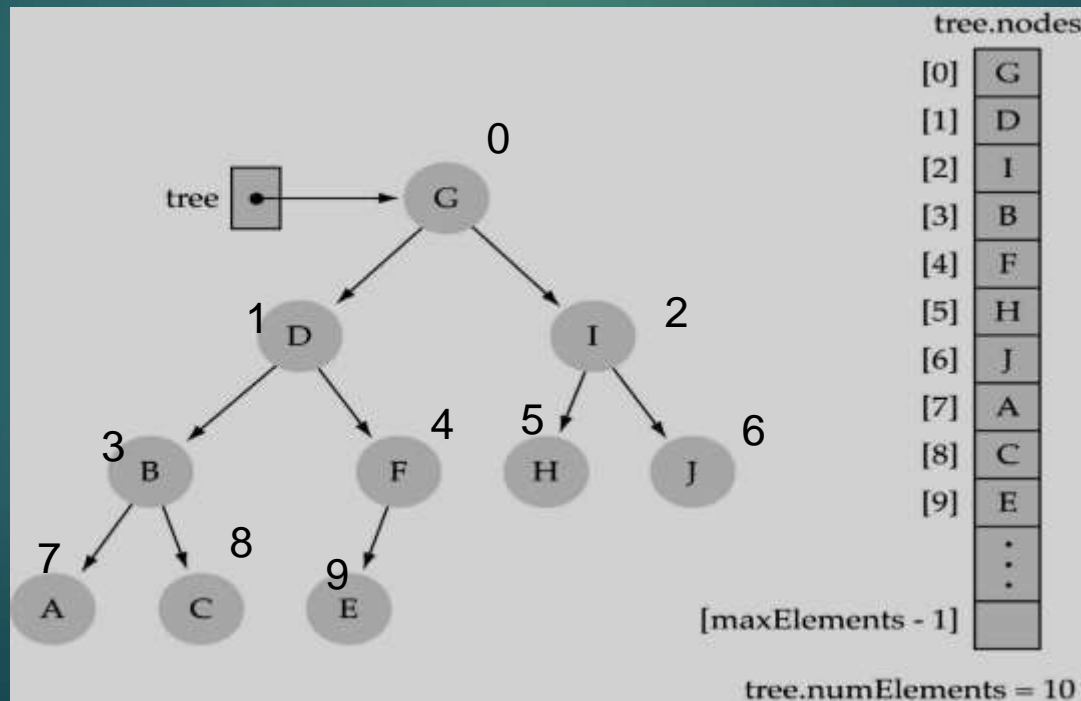 tree.nodes
[0] G
0
[1] D
[2] I
tree G
[3] B
[4] F
1 D
I 2
[5] H
[6] J
[7] A
3 B
4 F
5 H
6 J
[8] C
[9] E
7 A
8 C
9 E
[maxElements - 1]
tree.numElements = 10